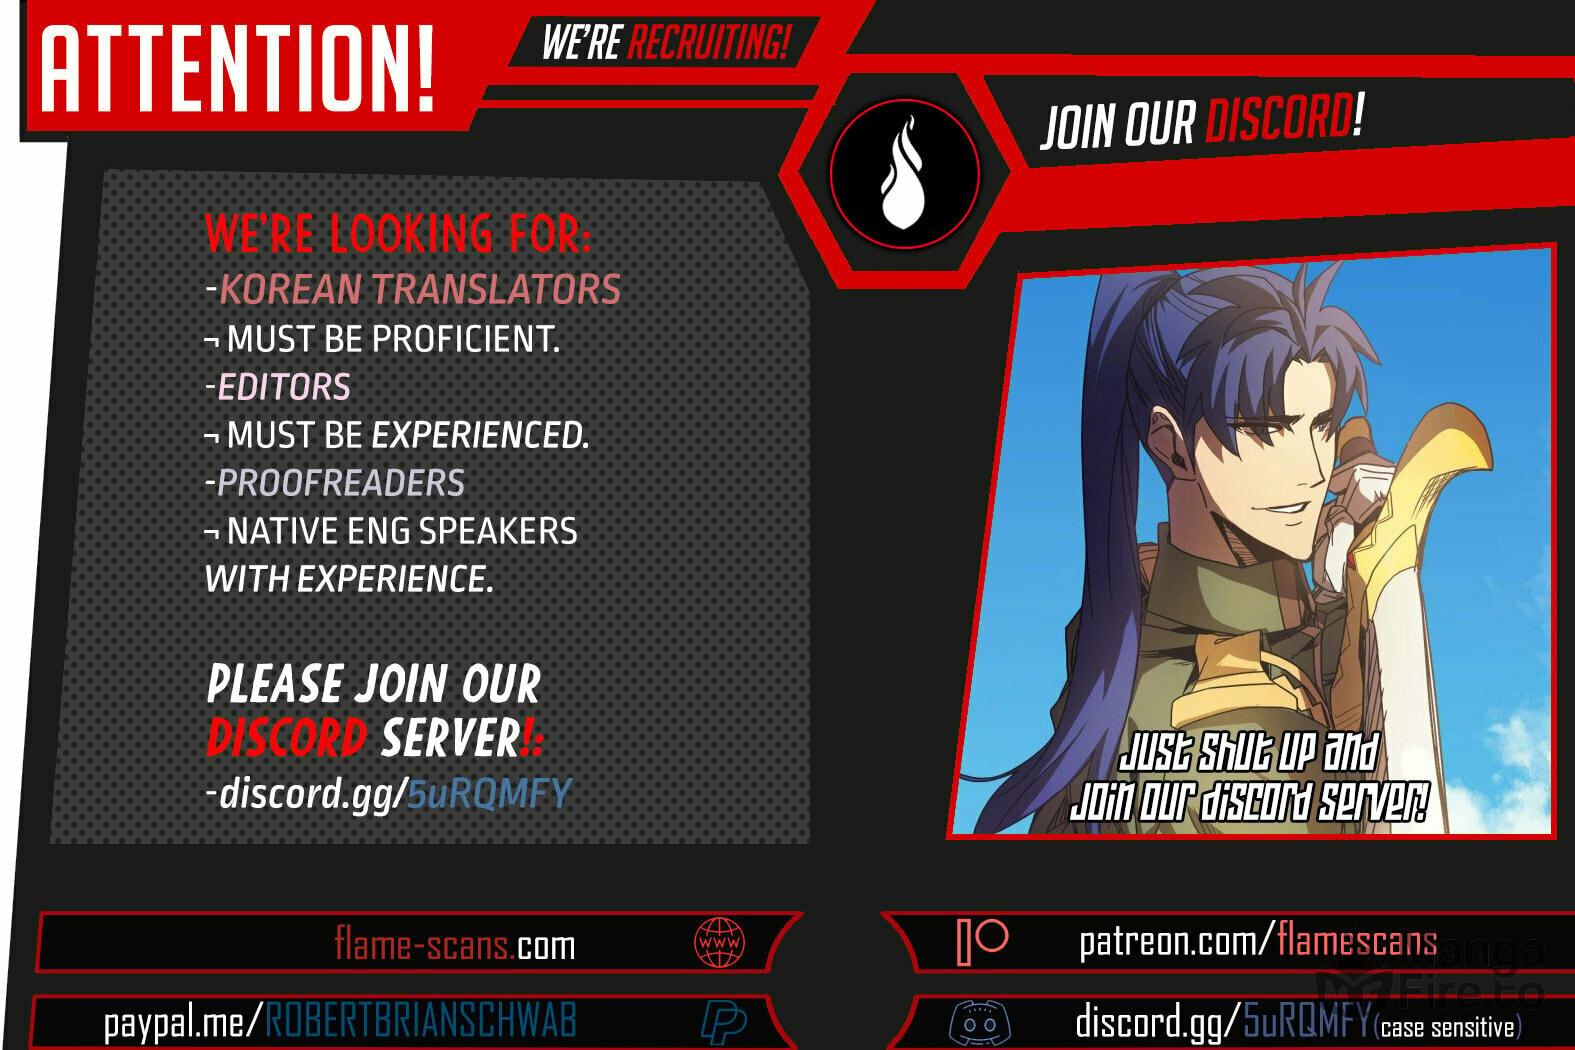 ATTENTION!
WE'RE RECRUITING!
JOIN OUR DISCORD!
WE'RE LOOKING FOR:
-KOREAN TRANSLATORS
¬ MUST BE PROFICIENT.
-EDITORS
¬ MUST BE EXPERIENCED.
-PROOFREADERS
¬ NATIVE ENG SPEAKERS
WITH EXPERIENCE.
PLEASE JOIN OUR
DISCORD SERVER!:
-discord.gg/5uRQMFY
JUST SHUT UP AND
JOIN OUR DISCORD SERVER!
flame-scans.com
www
patreon.com/flamescans
paypal.me/ROBERTBRIANSCHWAB
discord.gg/5uRQMFY(case sensitive)
Manga
Fire.to